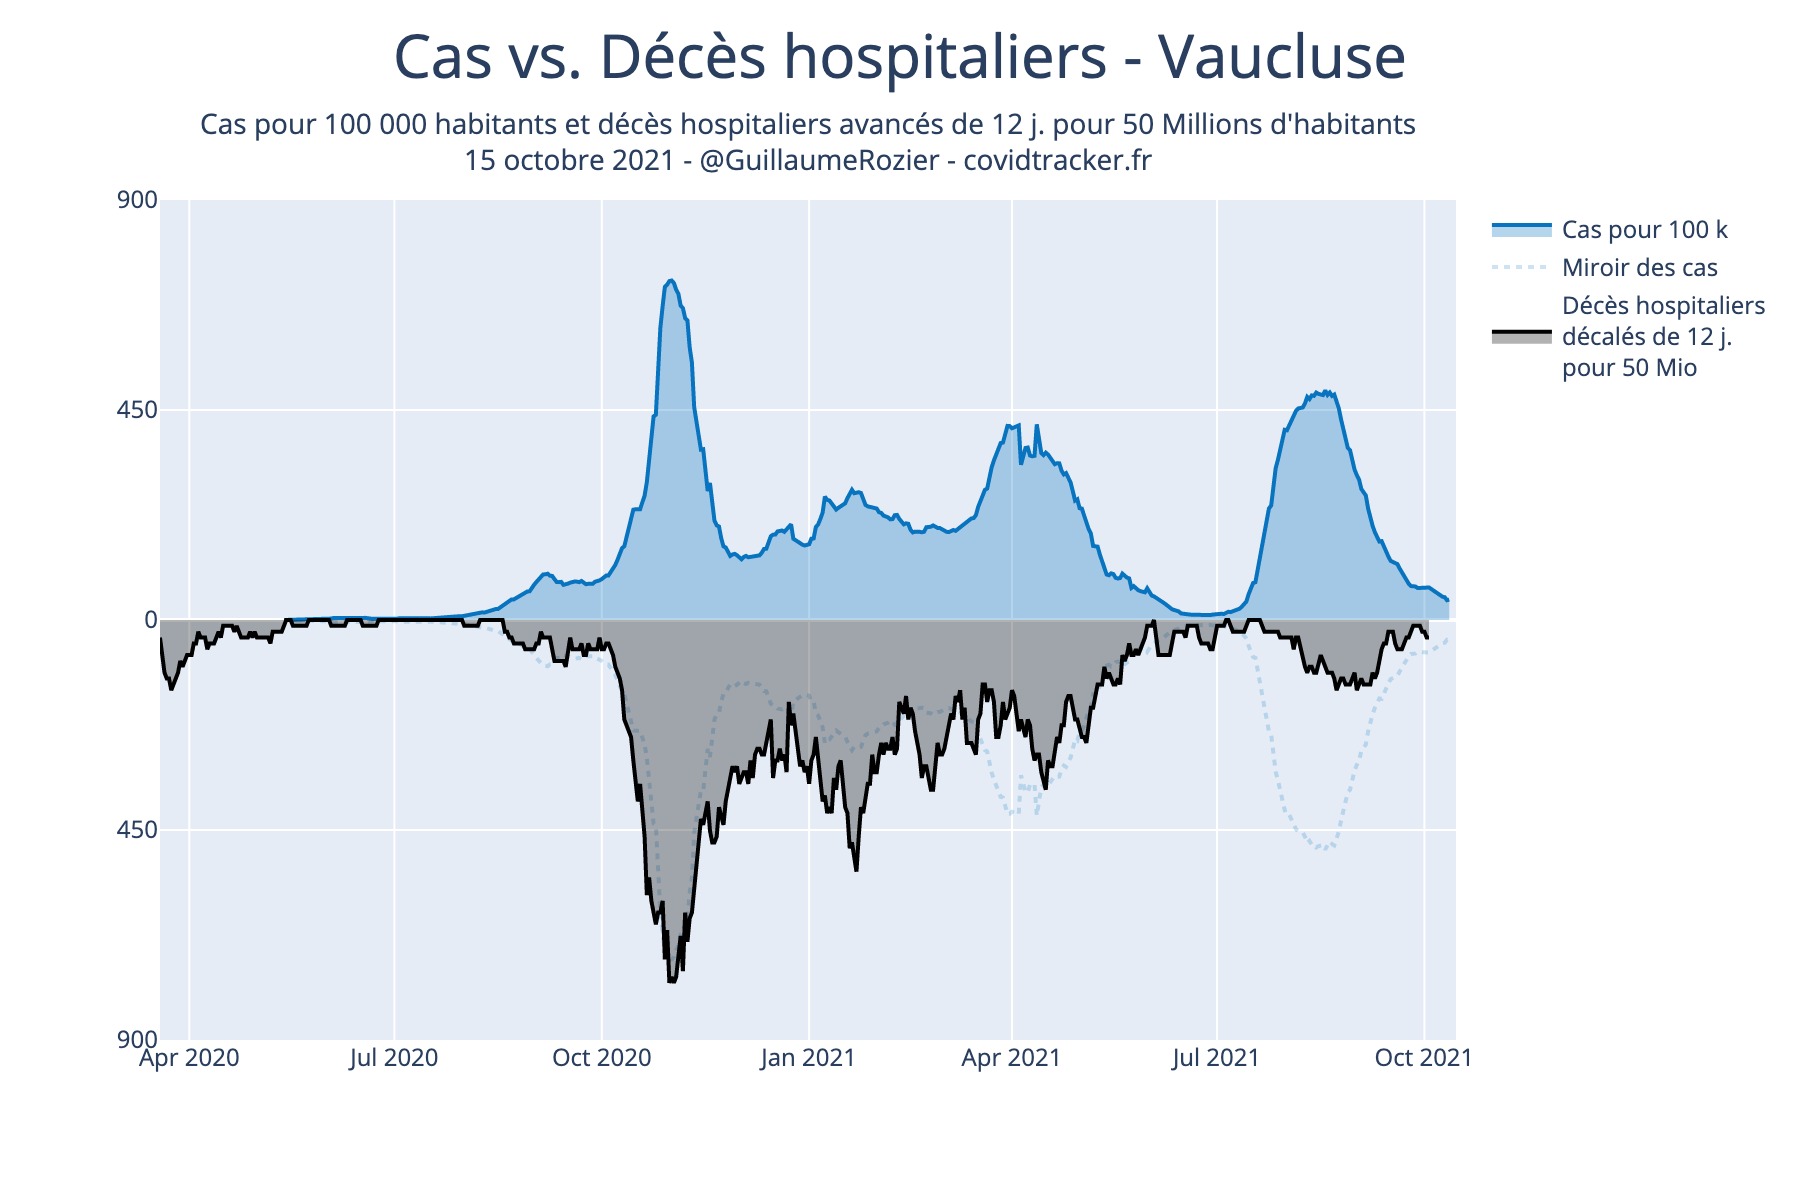 Cas vs. Décès hospitaliers - Vaucluse
Cas pour 100 000 habitants et décès hospitaliers avancés de 12 j. pour 50 Millions d'habitants
15 octobre 2021 - @GuillaumeRozier - covidtracker.fr
900
450
0
450
900
Apr 2020
Jul 2020
Oct 2020
Jan 2021
Apr 2021
Jul 2021
Oct 2021
Cas pour 100 k
Miroir des cas
Décès hospitaliers
décalés de 12 j.
pour 50 Mio